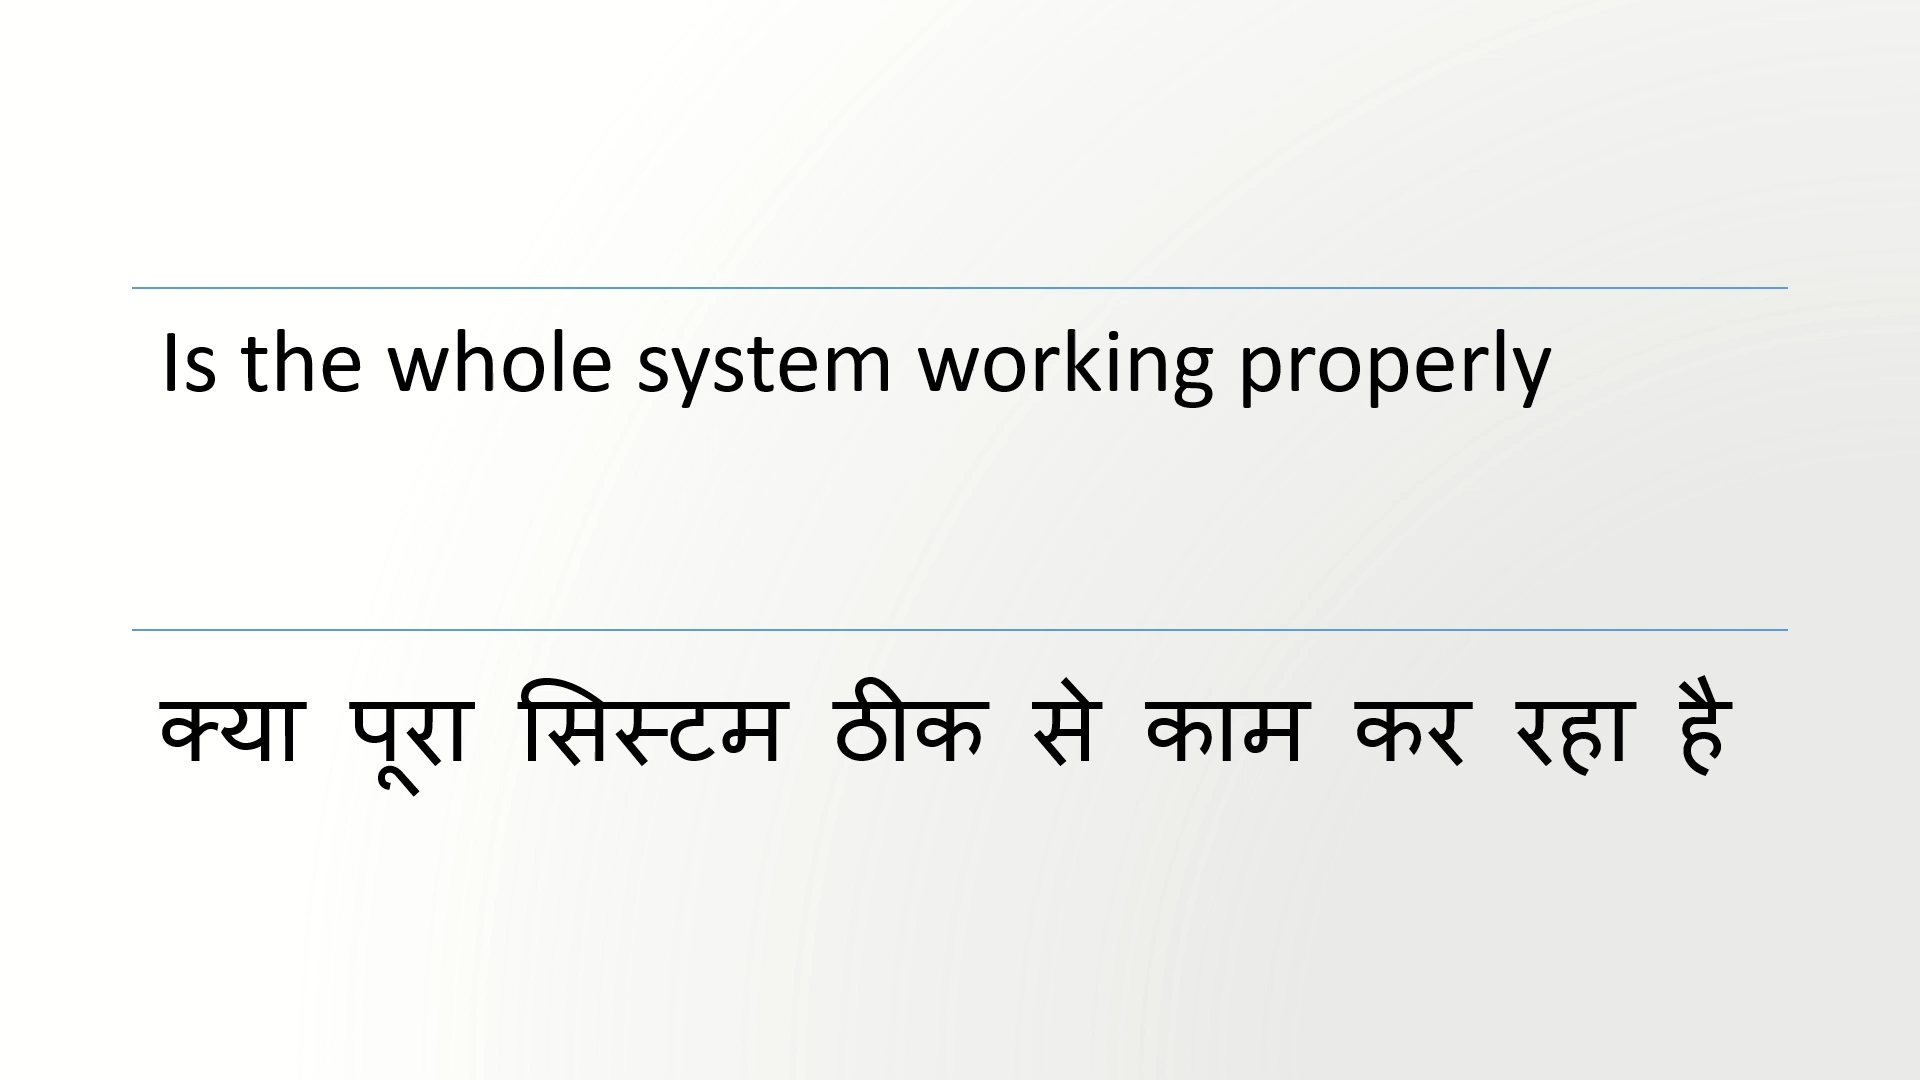 Is the whole system working properly
क्या पूरा सिस्टम ठीक से काम कर रहा है